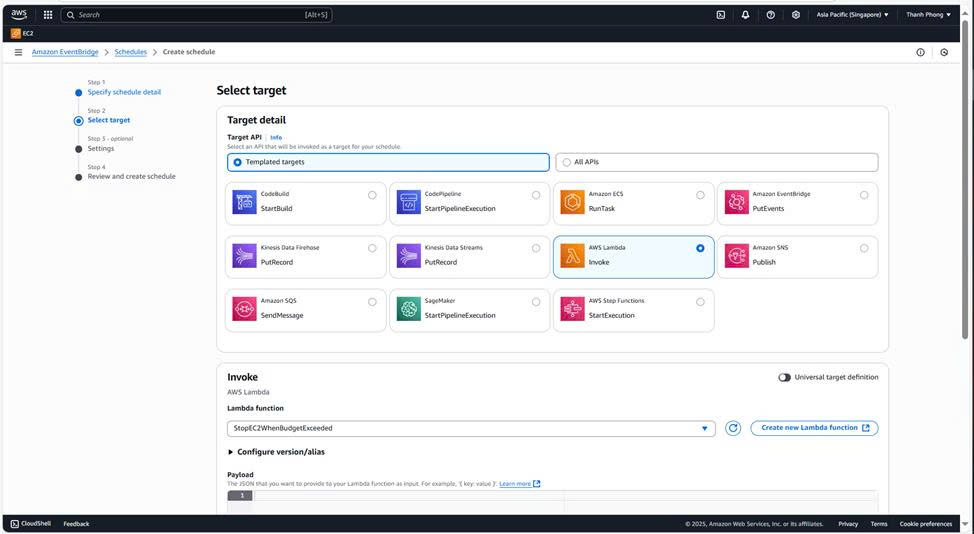 aws
Search [Alt+S] Asia Pacific (Singapore) Thanh Phong
EC2
Amazon EventBridge > Schedules > Create schedule
Step 1
Specify schedule detail
Step 2
Select target
Step 3 - optional
Settings
Step 4
Review and create schedule
Select target
Target detail
Target API | Info
Select an API that will be invoked as a target for your schedule.
Templated targets
All APIs
CodeBuild
StartBuild
CodePipeline
StartPipelineExecution
Amazon ECS
RunTask
Amazon EventBridge
PutEvents
Kinesis Data Firehose
PutRecord
Kinesis Data Streams
PutRecord
AWS Lambda
Invoke
Amazon SNS
Publish
Amazon SQS
SendMessage
SageMaker
StartPipelineExecution
AWS Step Functions
StartExecution
Invoke
Universal target definition
AWS Lambda
Lambda function
StopEC2WhenBudgetExceeded
Create new Lambda function
Configure version/alias
Payload
The JSON that you want to provide to your Lambda function as input. For example, '{ key: value }'. Learn more
1
CloudShell Feedback © 2025, Amazon Web Services, Inc. or its affiliates. Privacy Terms Cookie preferences